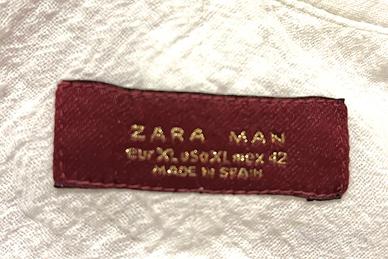 ZARA MAN
eur XL usa XL mex 42
MADE IN SPAIN